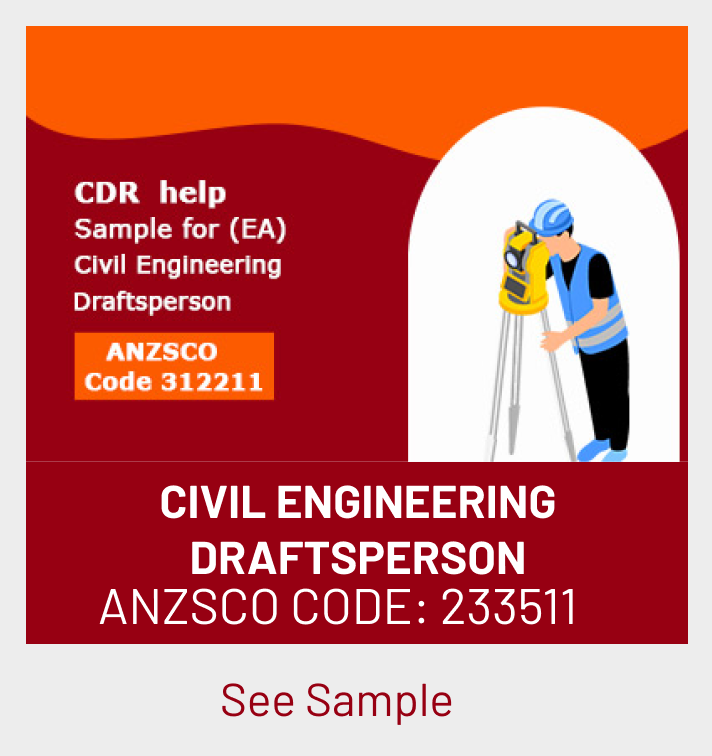 CDR help
Sample for (EA)
Civil Engineering
Draftsperson
ANZSCO
Code 312211
CIVIL ENGINEERING
DRAFTSPERSON
ANZSCO CODE: 233511
See Sample